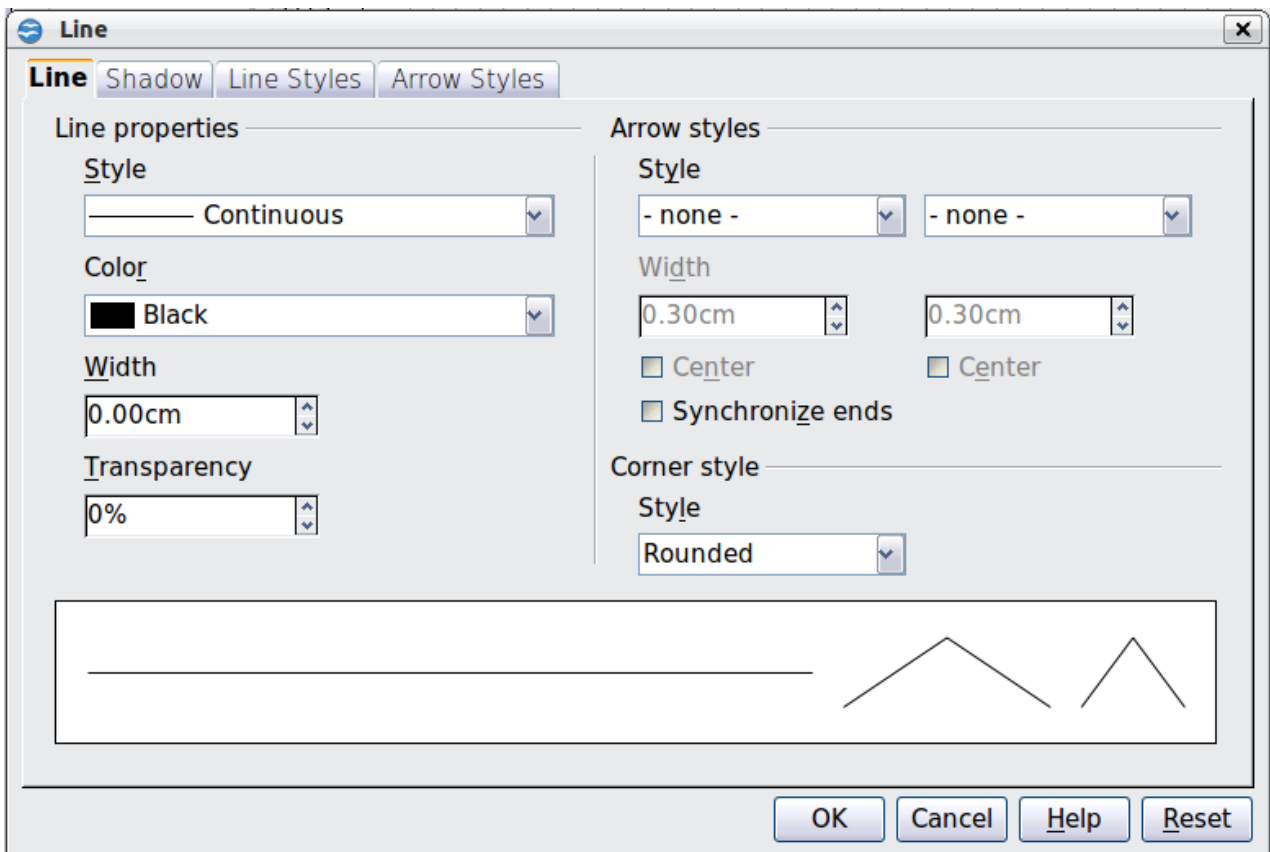 Line
Line Shadow Line Styles Arrow Styles
Line properties
Style
Continuous
Color
Black
Width
0.00cm
Transparency
0%
Arrow styles
Style
- none - - none -
Width
0.30cm 0.30cm
Center Center
Synchronize ends
Corner style
Style
Rounded
OK Cancel Help Reset